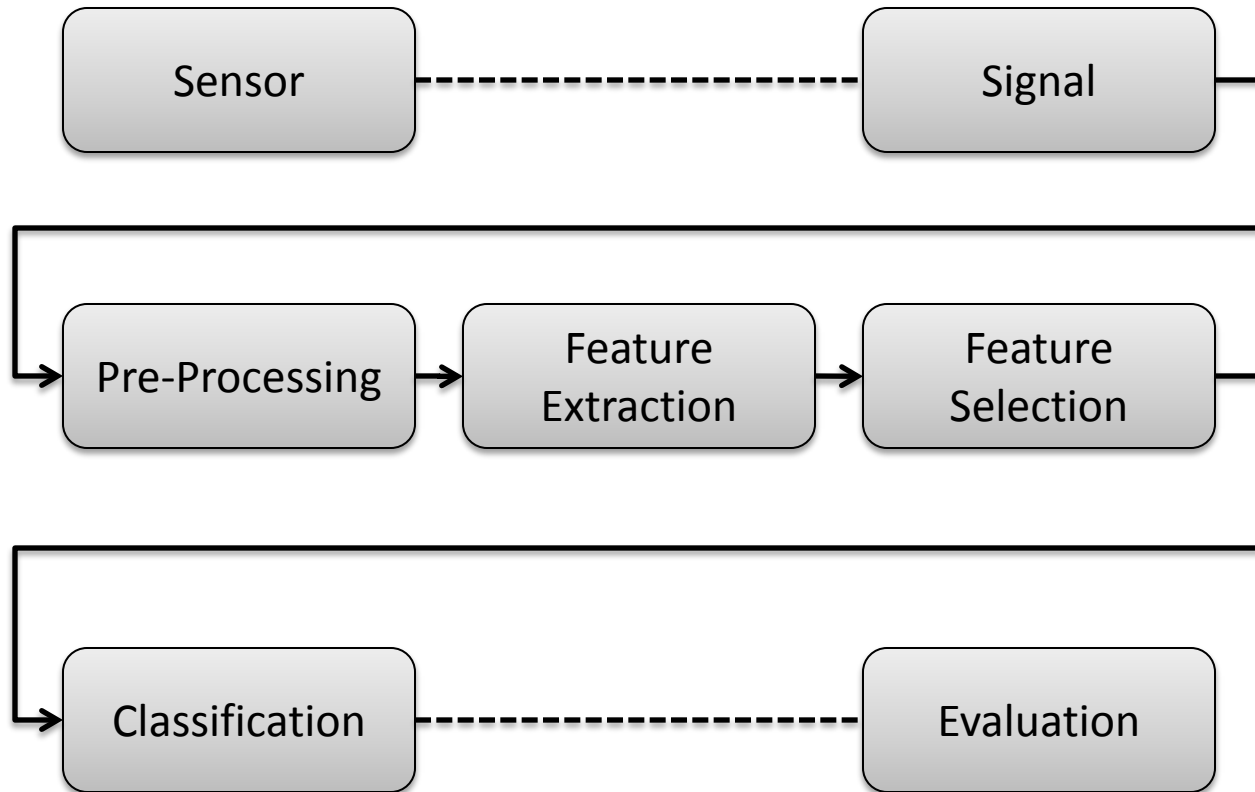 Sensor
Signal
Pre-Processing
Feature
Extraction
Feature
Selection
Classification
Evaluation